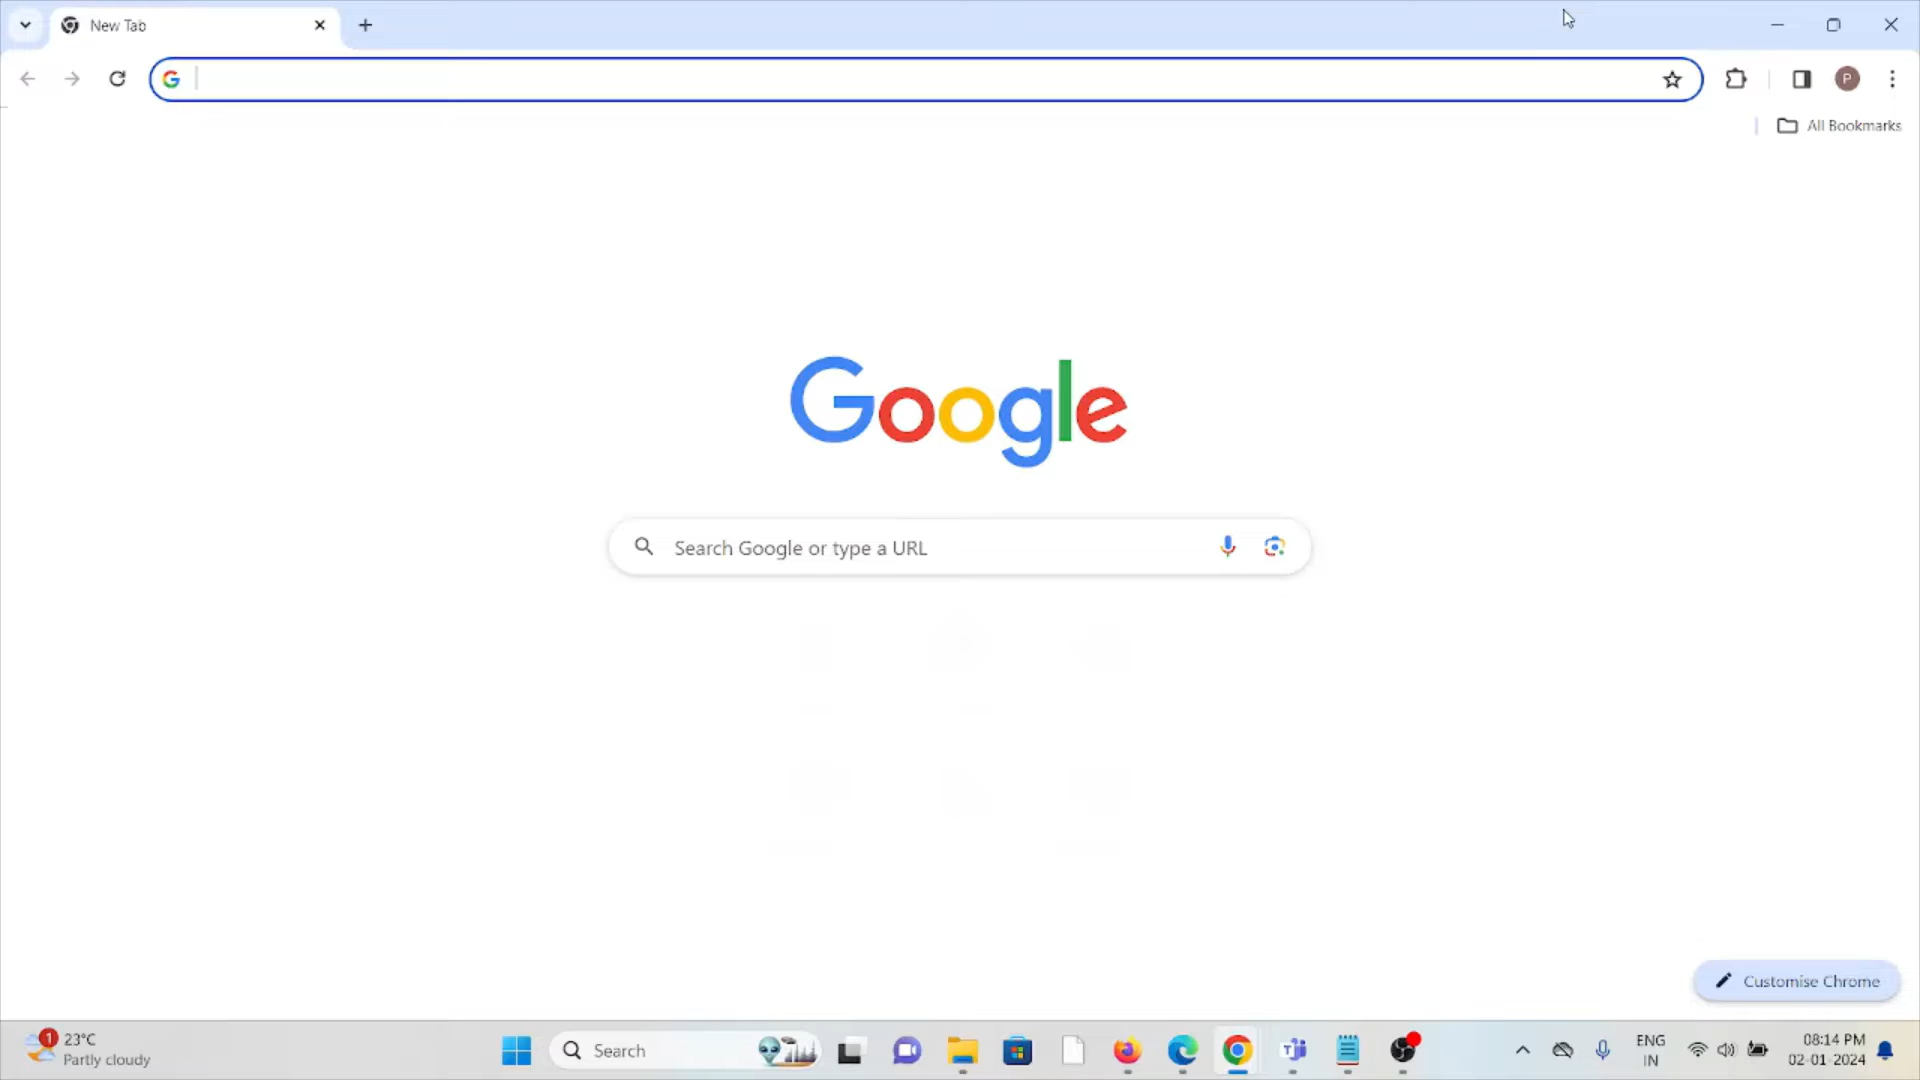 New Tab
All Bookmarks
Google
Search Google or type a URL
Customise Chrome
1
23°C
Partly cloudy
Search
ENG
IN
08:14 PM
02-01-2024
P